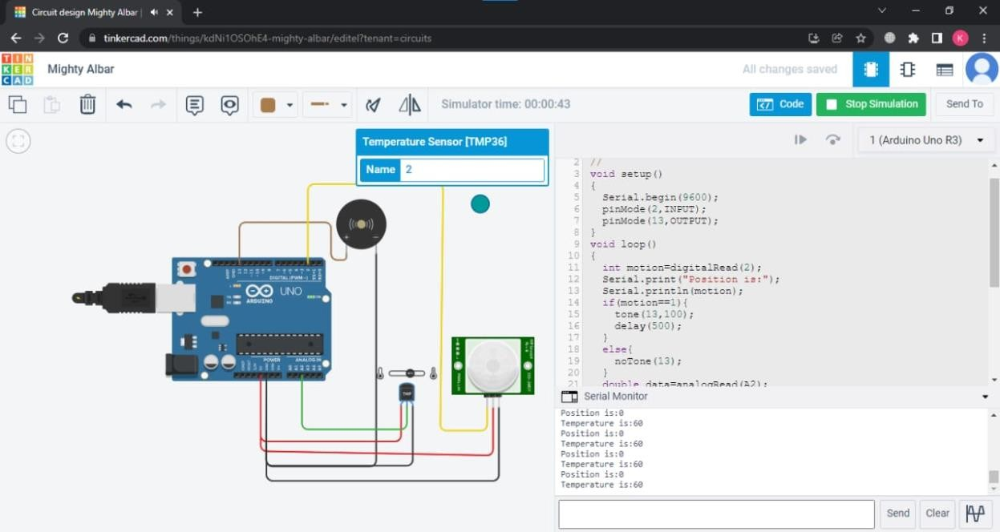 Circuit design Mighty Albar |
tinkercad.com/things/kdNi1OSOhE4-mighty-albar/editel?tenant=circuits
K
TIN
KER
CAD
Mighty Albar
All changes saved
Simulator time: 00:00:43
Code
Stop Simulation
Send To
Temperature Sensor [TMP36]
Name 2
1 (Arduino Uno R3)
2 //
3 void setup()
4 {
5 Serial.begin(9600);
6 pinMode(2,INPUT);
7 pinMode(13,OUTPUT);
8 }
9 void loop()
10 {
11 int motion=digitalRead(2);
12 Serial.print("Position is:");
13 Serial.println(motion);
14 if(motion==1){
15 tone(13,100);
16 delay(500);
17 }
18 else{
19 noTone(13);
20 }
21 double data=analogRead(A2);
DIGITAL (PWM~)
UNO
ARDUINO
POWER
ANALOG IN
TMP
Serial Monitor
Position is:0
Temperature is:60
Position is:0
Temperature is:60
Position is:0
Temperature is:60
Position is:0
Temperature is:60
Send
Clear